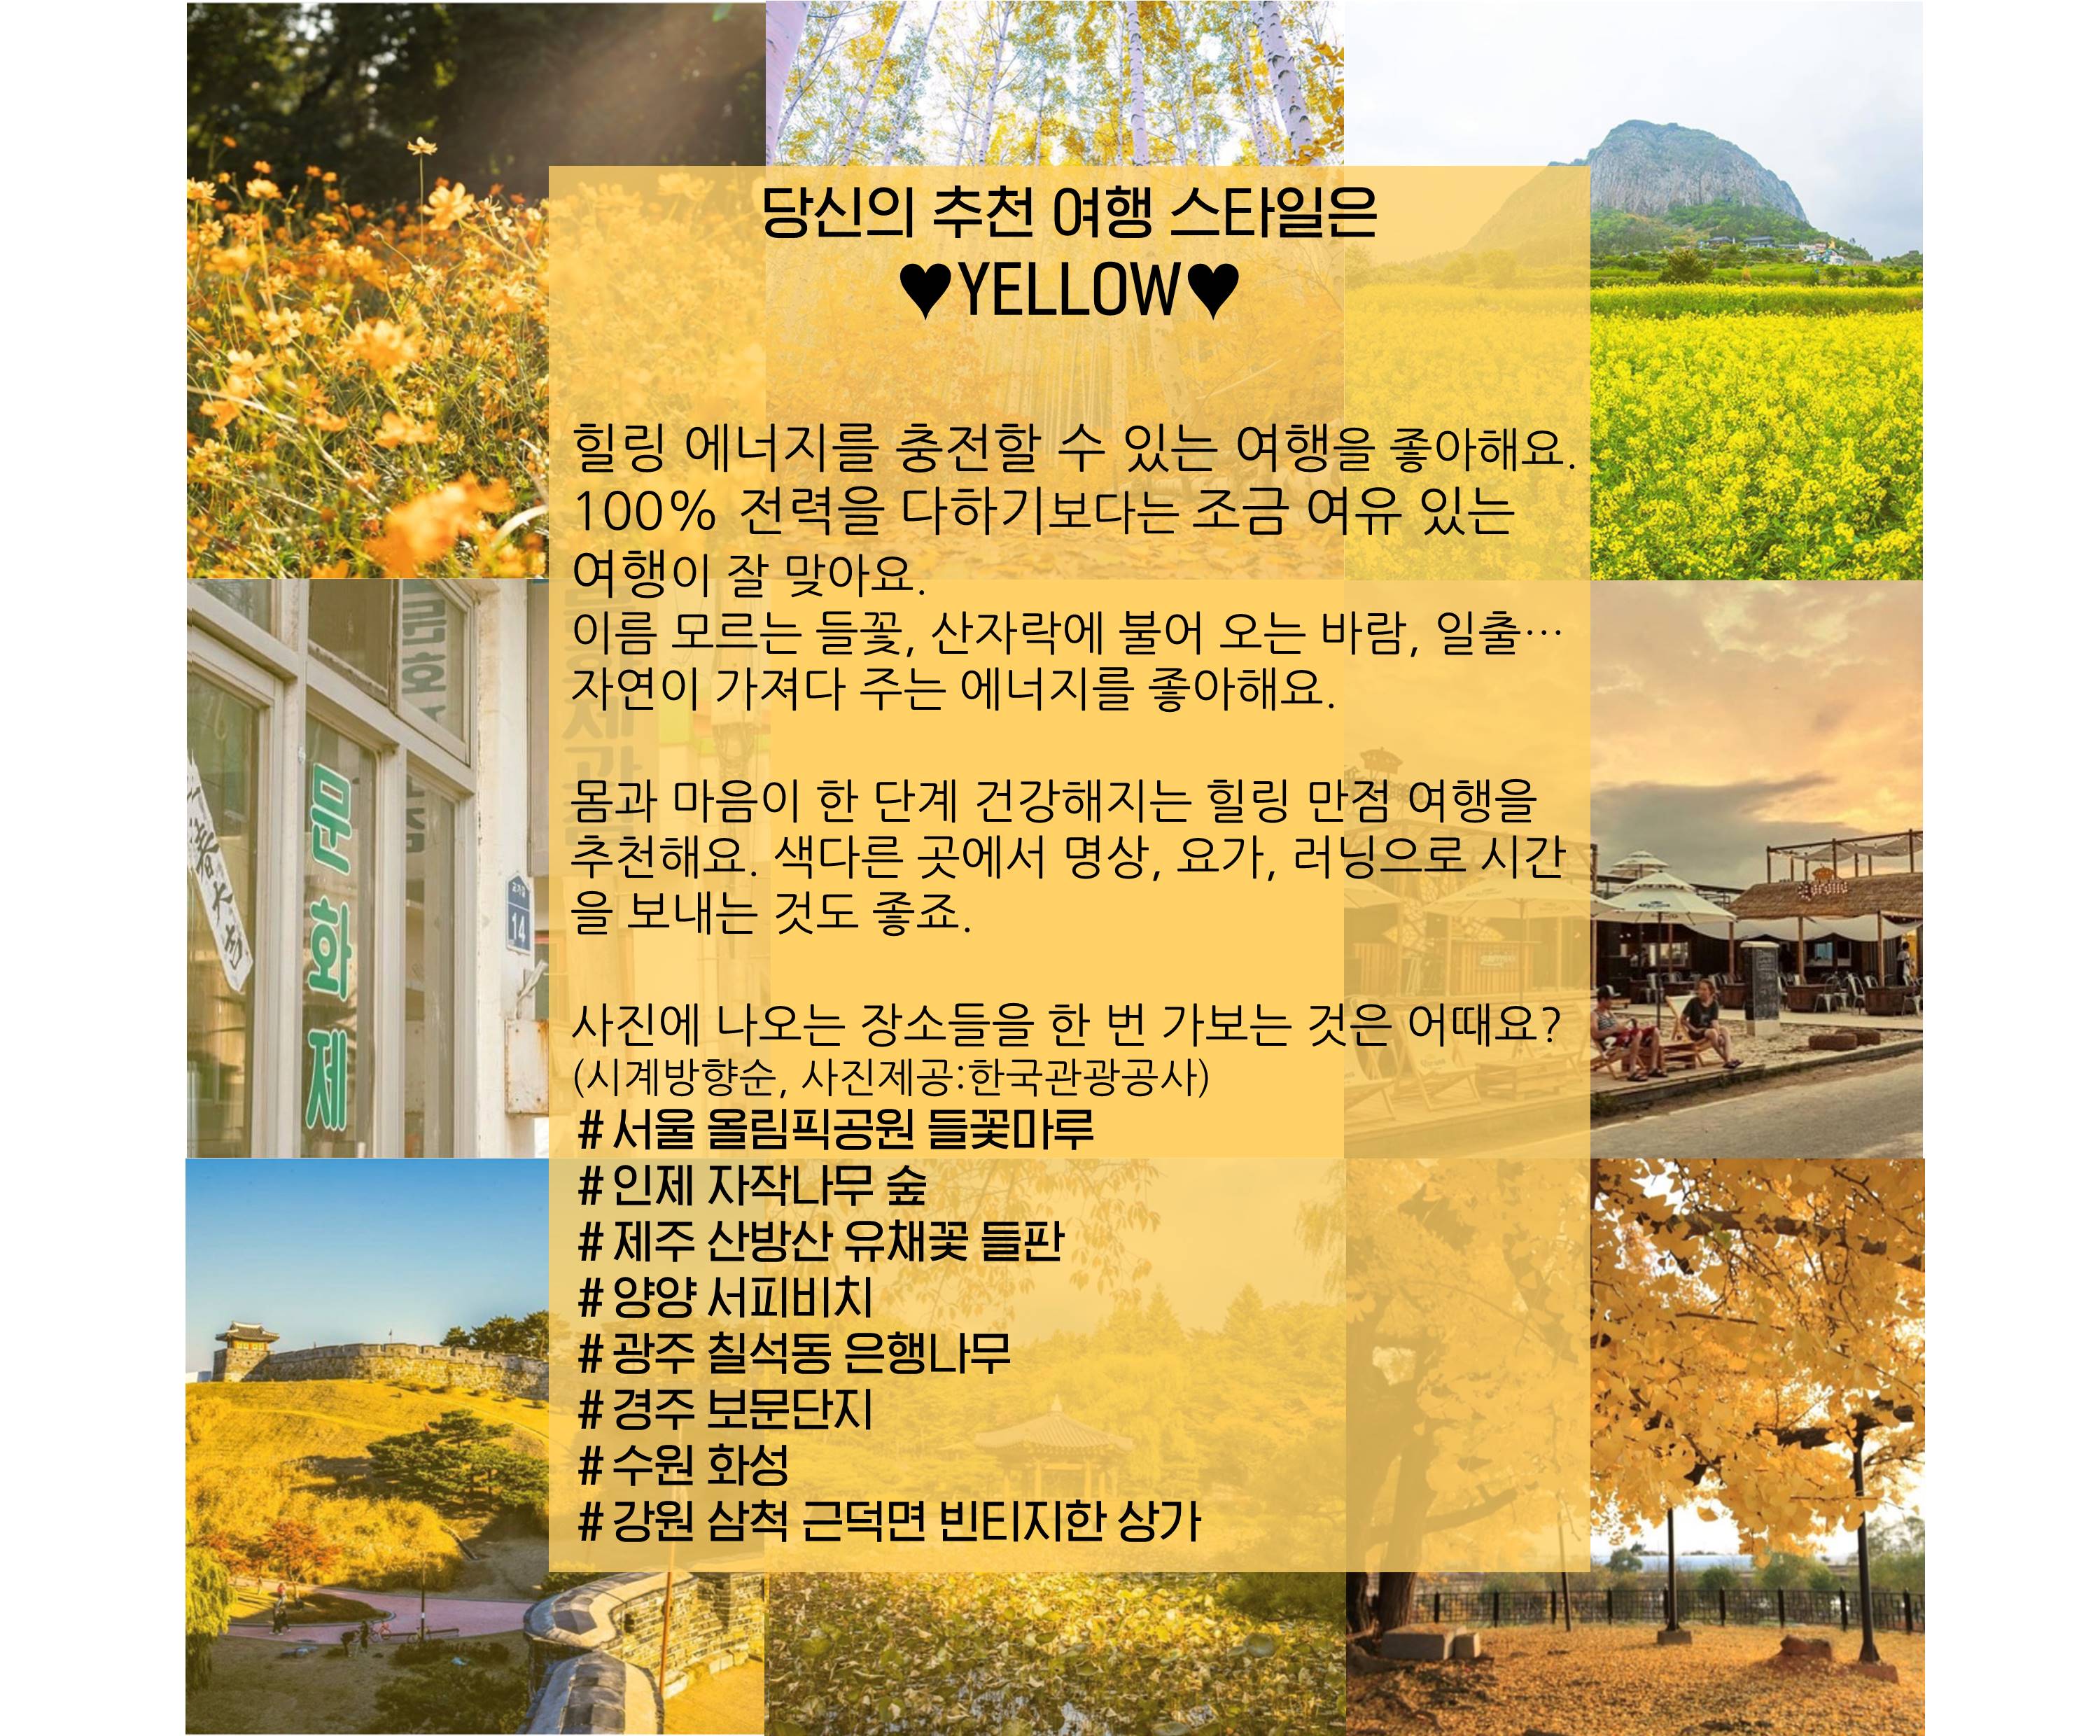 당신의 추천 여행 스타일은
♥YELLOW♥
힐링 에너지를 충전할 수 있는 여행을 좋아해요.
100% 전력을 다하기보다는 조금 여유 있는
여행이 잘 맞아요.
이름 모르는 들꽃, 산자락에 불어 오는 바람, 일출…
자연이 가져다 주는 에너지를 좋아해요.
몸과 마음이 한 단계 건강해지는 힐링 만점 여행을
추천해요. 색다른 곳에서 명상, 요가, 러닝으로 시간
을 보내는 것도 좋죠.
사진에 나오는 장소들을 한 번 가보는 것은 어때요?
(시계방향순, 사진제공:한국관광공사)
# 서울 올림픽공원 들꽃마루
# 인제 자작나무 숲
# 제주 산방산 유채꽃 들판
# 양양 서피비치
# 광주 칠석동 은행나무
# 경주 보문단지
# 수원 화성
# 강원 삼척 근덕면 빈티지한 상가
문화제
14